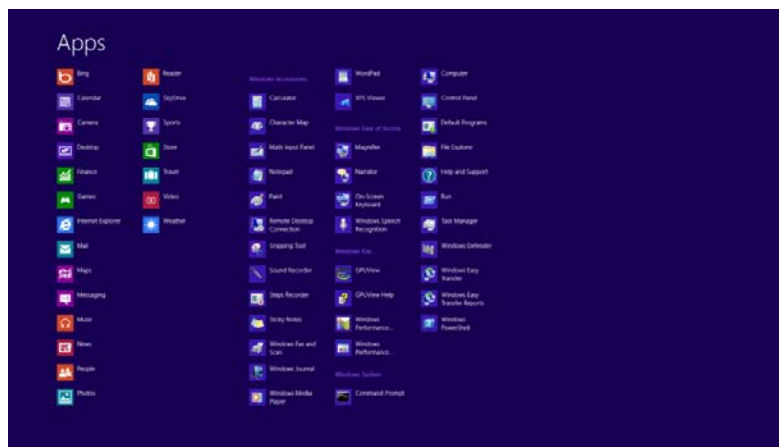 Apps
Bing
Calendar
Camera
Desktop
Finance
Games
Internet Explorer
Mail
Maps
Messaging
Music
News
People
Photos
Reader
SkyDrive
Sports
Store
Travel
Video
Weather
Windows Accessories
Calculator
Character Map
Math Input Panel
Notepad
Paint
Remote Desktop
Connection
Snipping Tool
Sound Recorder
Steps Recorder
Sticky Notes
Windows Fax and
Scan
Windows Journal
Windows Media
Player
WordPad
XPS Viewer
Windows Ease of Access
Magnifier
Narrator
On-Screen
Keyboard
Windows Speech
Recognition
Windows Kits
GPUView
GPUView Help
Windows
Performance...
Windows
Performance...
Windows System
Command Prompt
Computer
Control Panel
Default Programs
File Explorer
Help and Support
Run
Task Manager
Windows Defender
Windows Easy
Transfer
Windows Easy
Transfer Reports
Windows
PowerShell